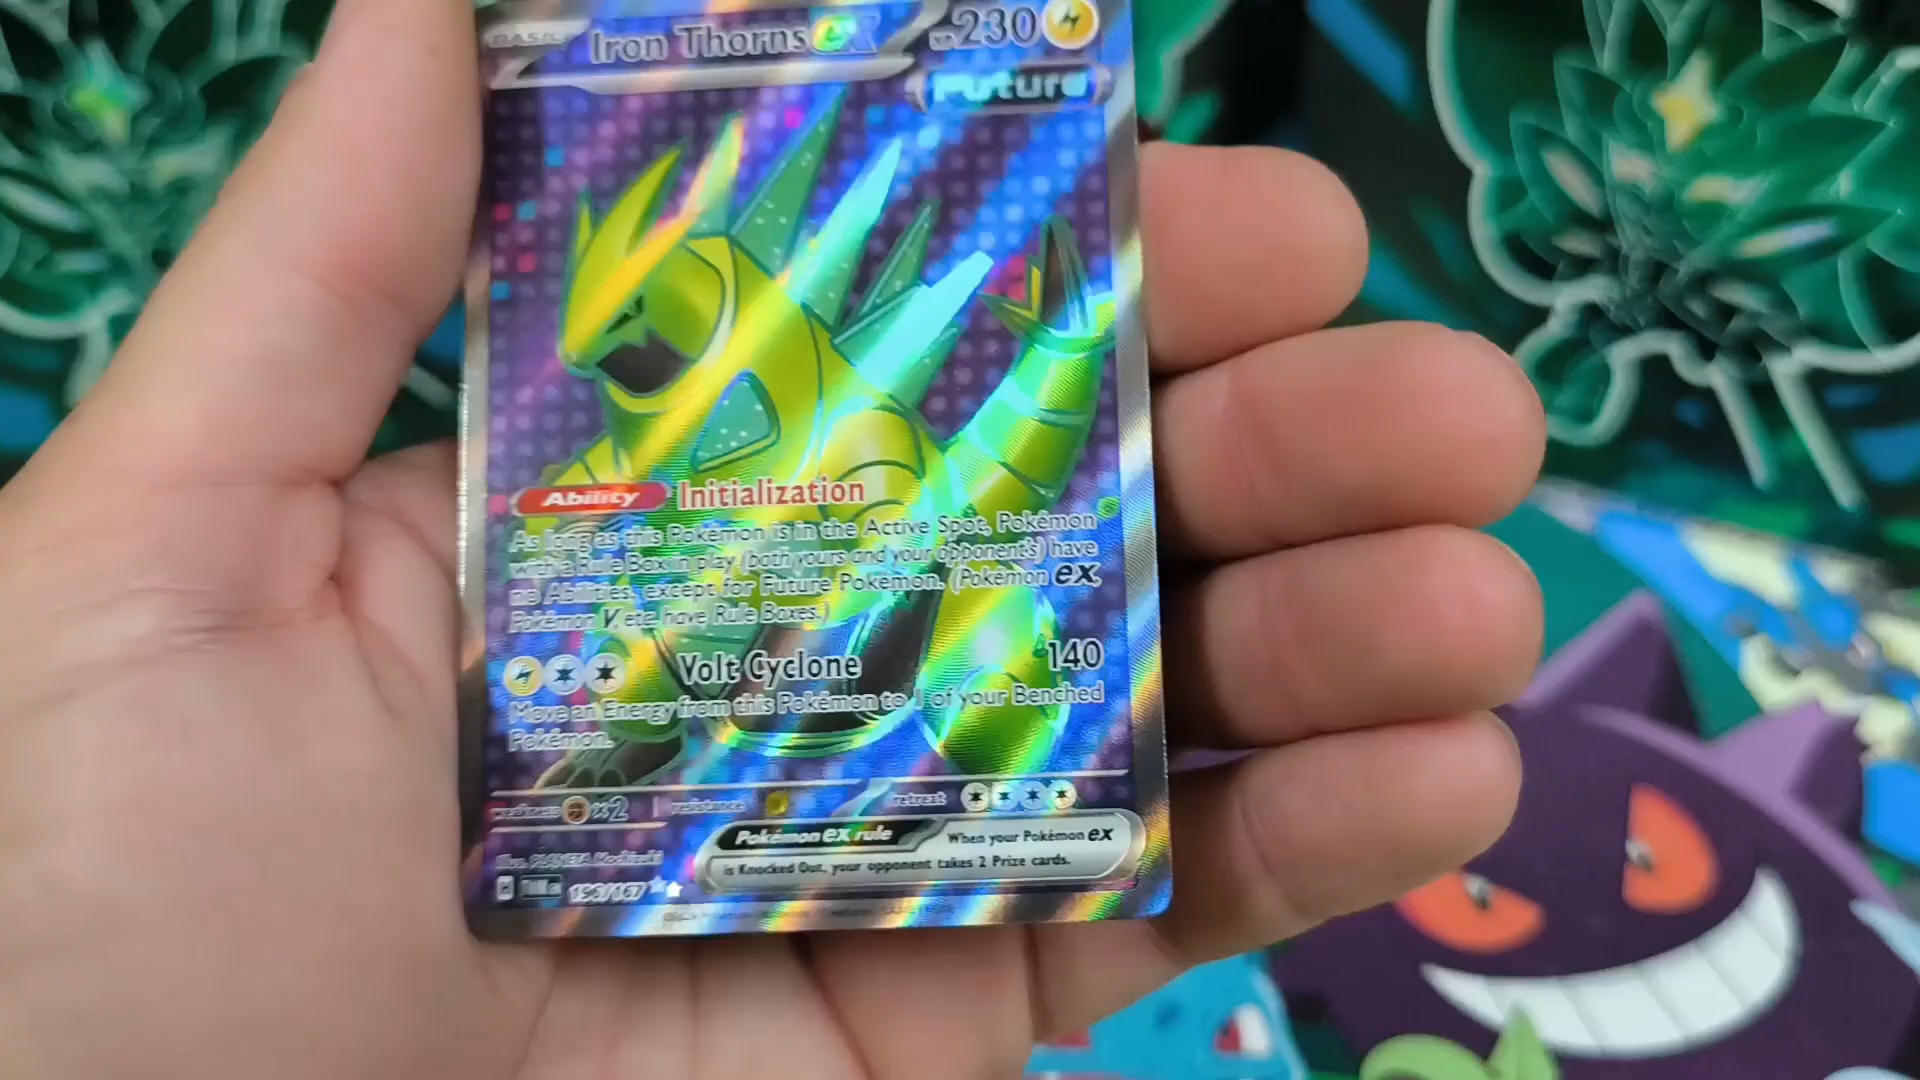 BASIC Iron Thorns ex HP 230
Future
Ability Initialization
As long as this Pokémon is in the Active Spot, Pokémon
with a Rule Box in play (both yours and your opponent's) have
no Abilities, except for Future Pokémon. (Pokémon ex,
Pokémon V, etc. have Rule Boxes.)
Volt Cyclone 140
Move an Energy from this Pokémon to 1 of your Benched
Pokémon.
weakness ×2 resistance retreat
Pokémon ex rule When your Pokémon ex
is Knocked Out, your opponent takes 2 Prize cards.
Illus. PLANETA Mochizuki
TWM EN 196/167